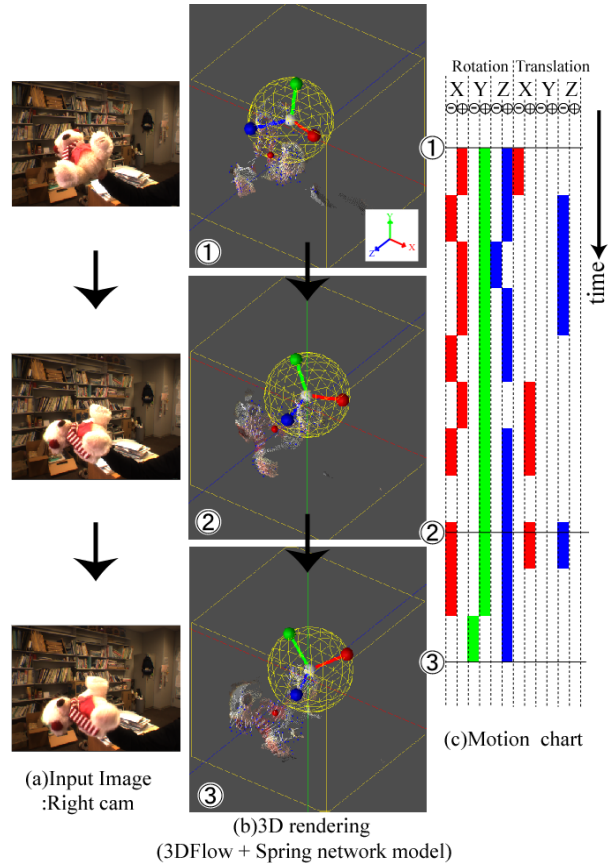 Rotation Translation
X Y Z X Y Z
⊖⊕⊖⊕⊖⊕⊖⊕⊖⊕⊖⊕
①
time
Y
X
Z
①
②
②
③
③
(a)Input Image
:Right cam
(b)3D rendering
(3DFlow + Spring network model)
(c)Motion chart